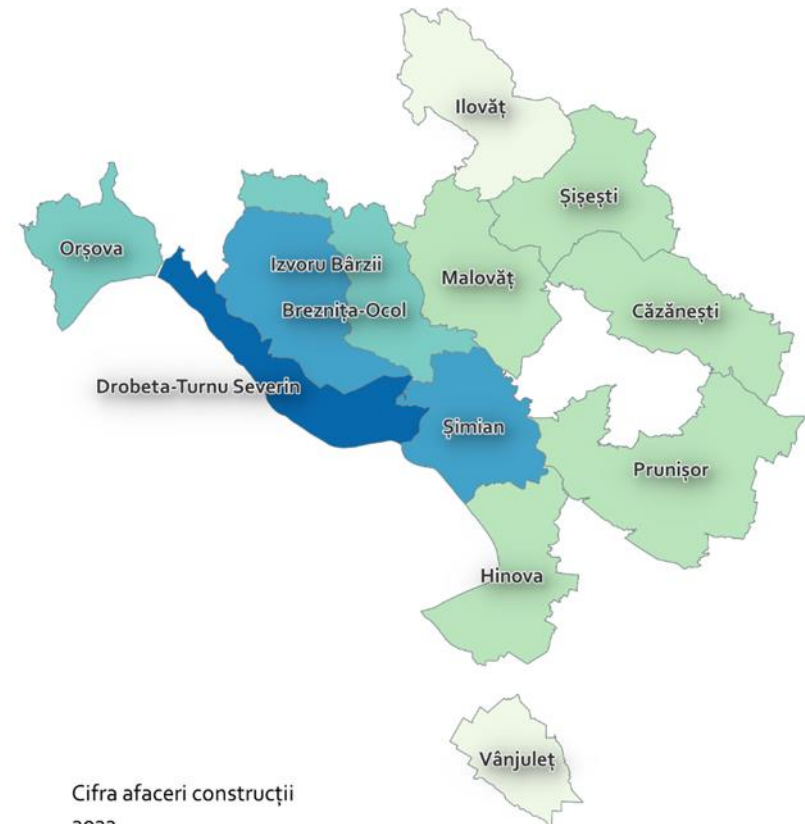 Ilovăț
Șișești
Orșova
Izvoru Bârzii
Malovăț
Breznița-Ocol
Căzănești
Drobeta-Turnu Severin
Șimian
Prunișor
Hinova
Vânjuleț
Cifra afaceri construcții